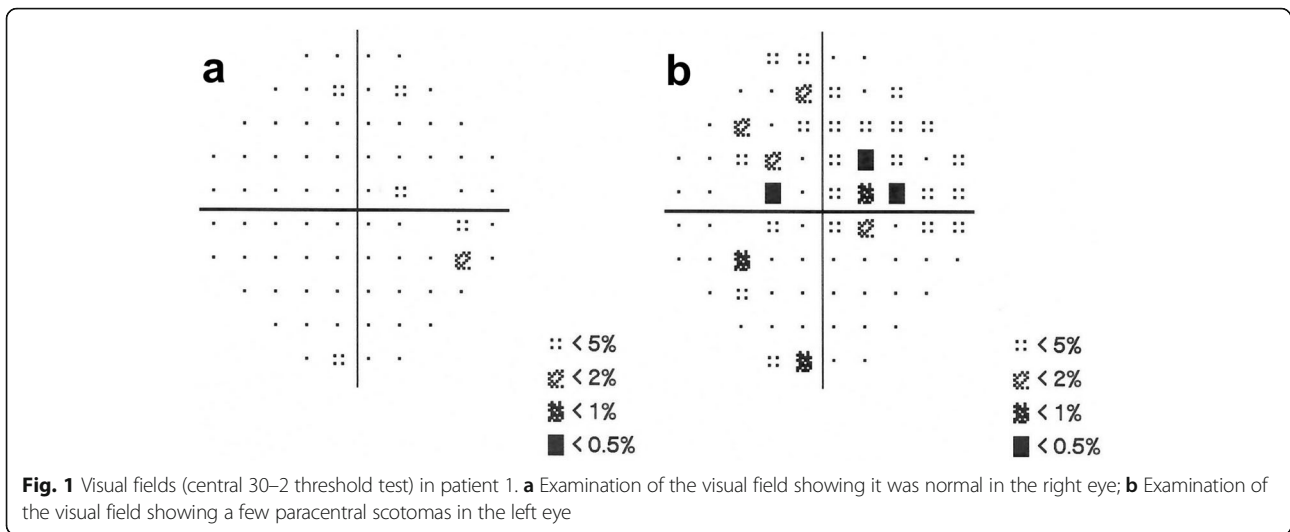 a
b
< 5%
< 2%
< 1%
< 0.5%
< 5%
< 2%
< 1%
< 0.5%
Fig. 1 Visual fields (central 30–2 threshold test) in patient 1. a Examination of the visual field showing it was normal in the right eye; b Examination of
the visual field showing a few paracentral scotomas in the left eye